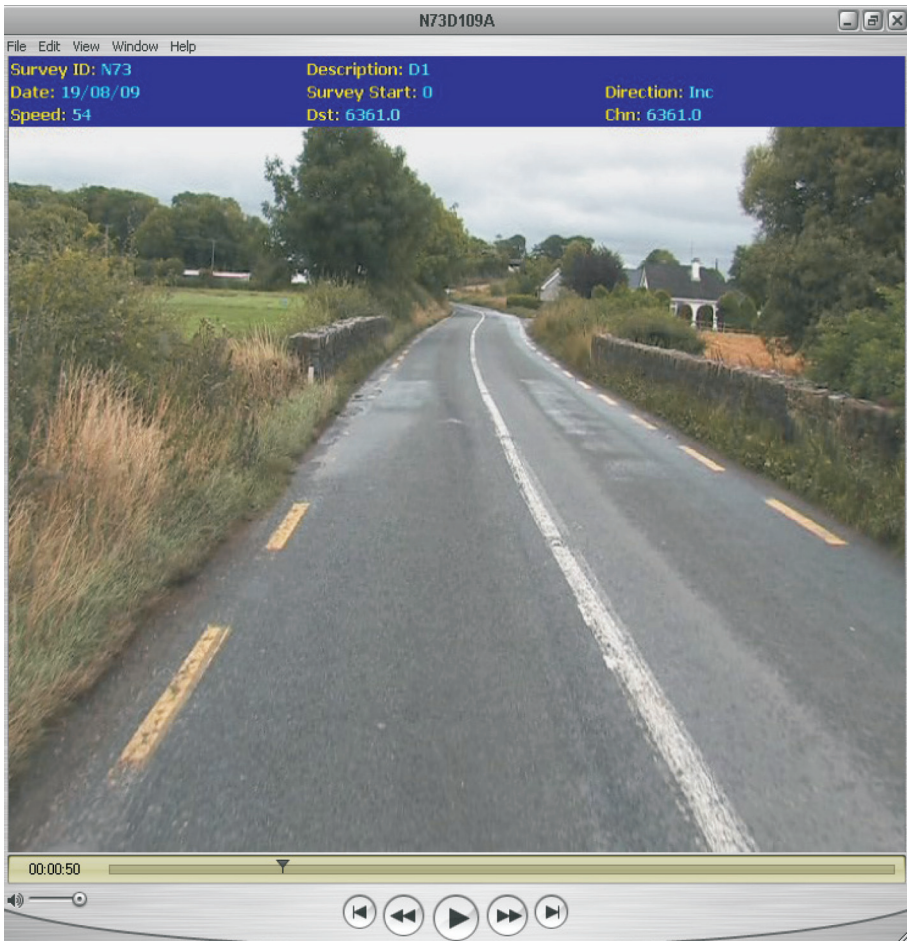 N73D109A
File Edit View Window Help
Survey ID: N73 Description: D1
Date: 19/08/09 Survey Start: 0 Direction: Inc
Speed: 54 Dst: 6361.0 Chn: 6361.0
00:00:50